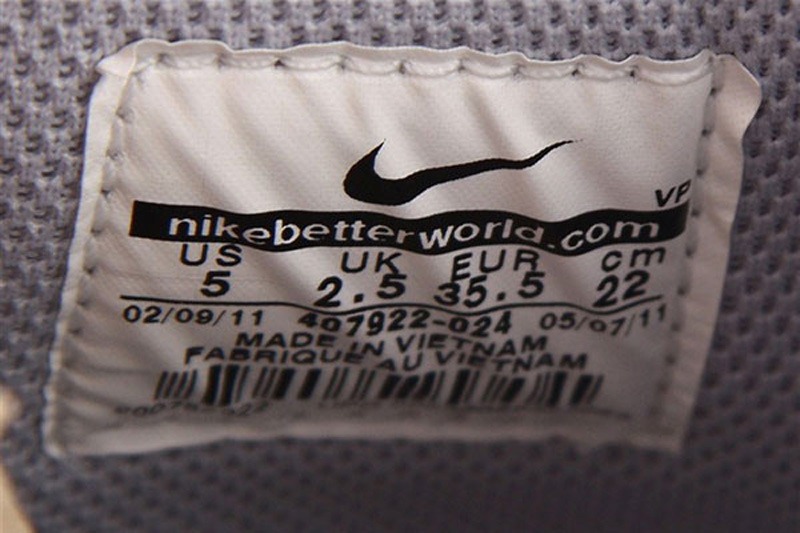 VP
nikebetterworld.com
US UK EUR cm
5 2.5 35.5 22
02/09/11 407922-024 05/07/11
MADE IN VIETNAM
FABRIQUE AU VIETNAM